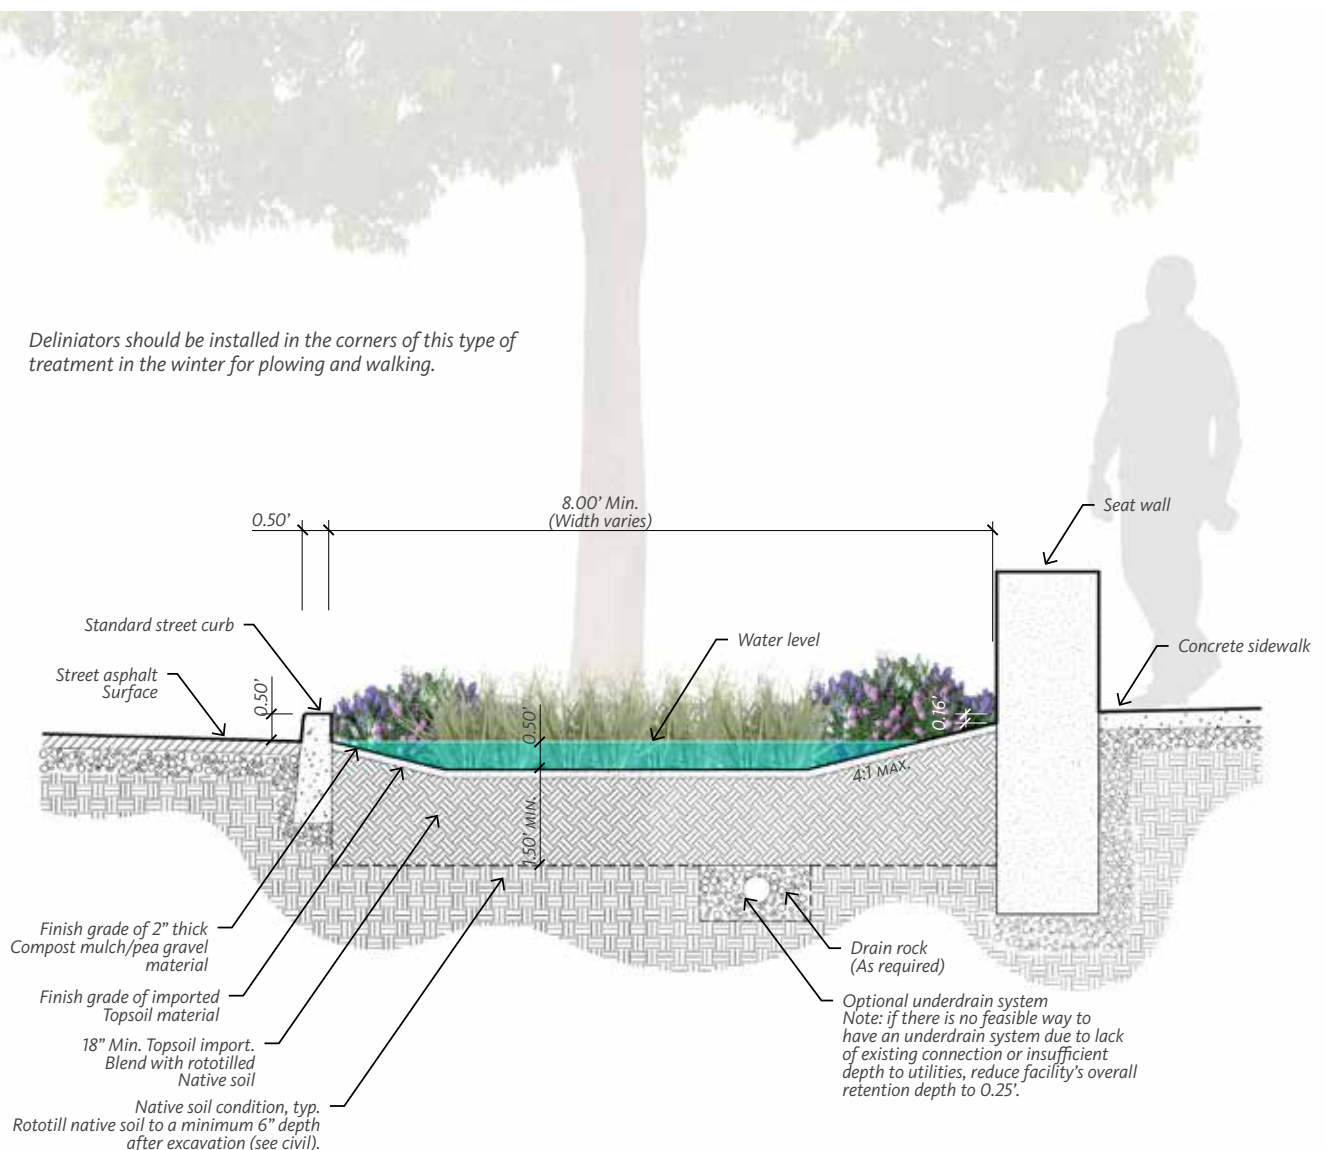 Deliniators should be installed in the corners of this type of
treatment in the winter for plowing and walking.
0.50’
8.00’ Min.
(Width varies)
Seat wall
Standard street curb
Water level
Concrete sidewalk
Street asphalt
Surface
0.50’
0.50’
0.16’
4:1 MAX.
1.50’ MIN.
Finish grade of 2” thick
Compost mulch/pea gravel
material
Finish grade of imported
Topsoil material
18” Min. Topsoil import.
Blend with rototilled
Native soil
Native soil condition, typ.
Rototill native soil to a minimum 6” depth
after excavation (see civil).
Drain rock
(As required)
Optional underdrain system
Note: if there is no feasible way to
have an underdrain system due to lack
of existing connection or insufficient
depth to utilities, reduce facility’s overall
retention depth to 0.25’.